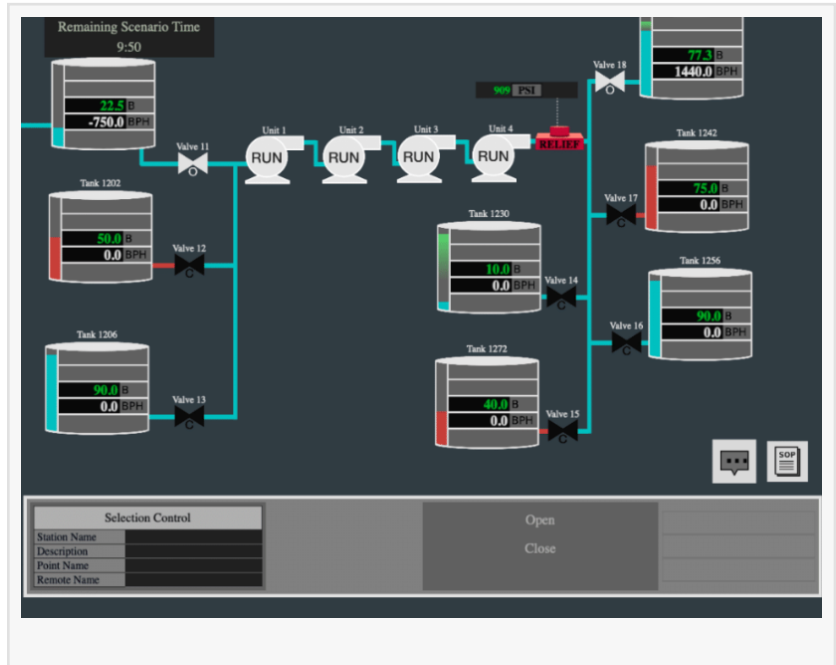 Remaining Scenario Time
9:50
22.5 B
-750.0 BPH
Valve 11
O
Tank 1202
50.0 B
0.0 BPH
Valve 12
C
Tank 1206
90.0 B
0.0 BPH
Valve 13
C
Unit 1
RUN
Unit 2
RUN
Unit 3
RUN
Unit 4
RUN
909 PSI
RELIEF
Valve 18
O
77.3 B
1440.0 BPH
Tank 1242
75.0 B
0.0 BPH
Valve 17
C
Tank 1230
10.0 B
0.0 BPH
Valve 14
C
Tank 1256
90.0 B
0.0 BPH
Valve 16
C
Tank 1272
40.0 B
0.0 BPH
Valve 15
C
SOP
Selection Control
Station Name
Description
Point Name
Remote Name
Open
Close